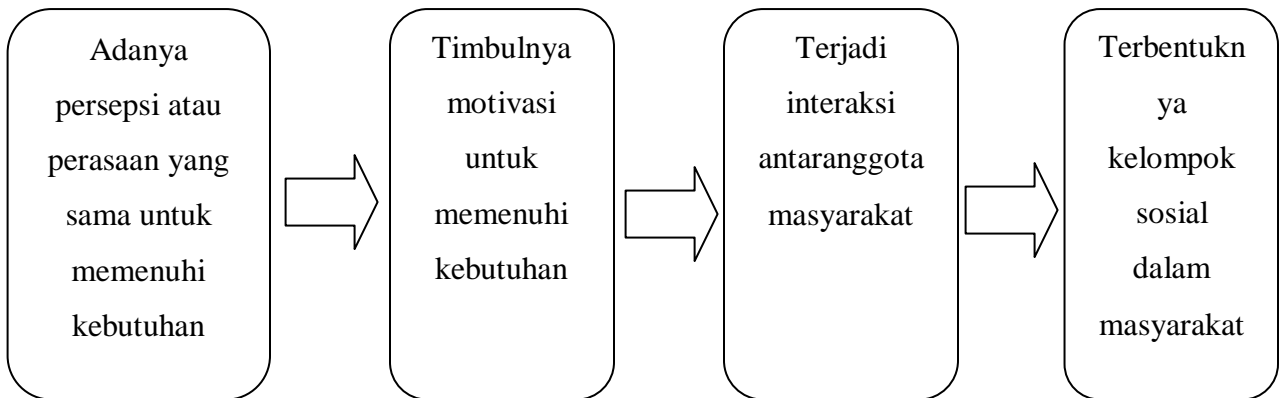 Adanya
persepsi atau
perasaan yang
sama untuk
memenuhi
kebutuhan
Timbulnya
motivasi
untuk
memenuhi
kebutuhan
Terjadi
interaksi
antaranggota
masyarakat
Terbentukn
ya
kelompok
sosial
dalam
masyarakat